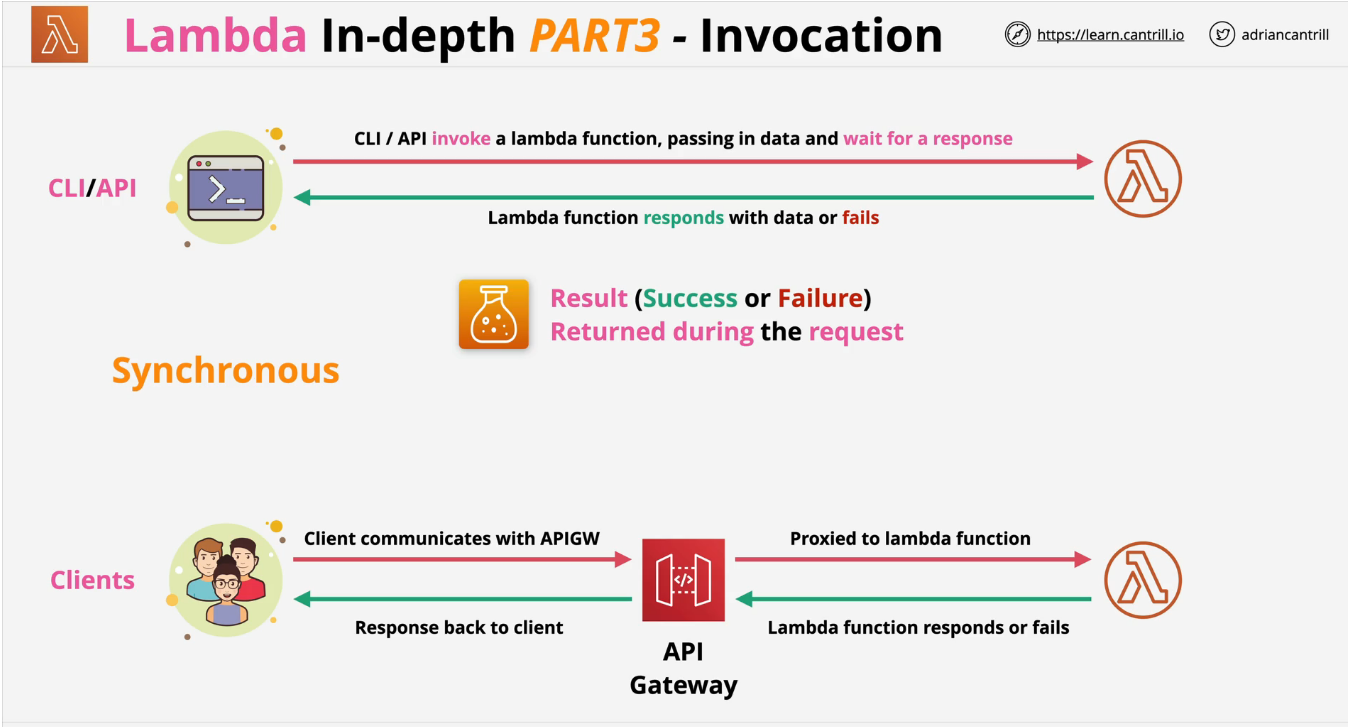 Lambda In-depth PART3 - Invocation
https://learn.cantrill.io
adriancantrill
CLI / API invoke a lambda function, passing in data and wait for a response
CLI/API
Lambda function responds with data or fails
Result (Success or Failure)
Returned during the request
Synchronous
Client communicates with APIGW
Proxied to lambda function
Clients
Response back to client
Lambda function responds or fails
API
Gateway